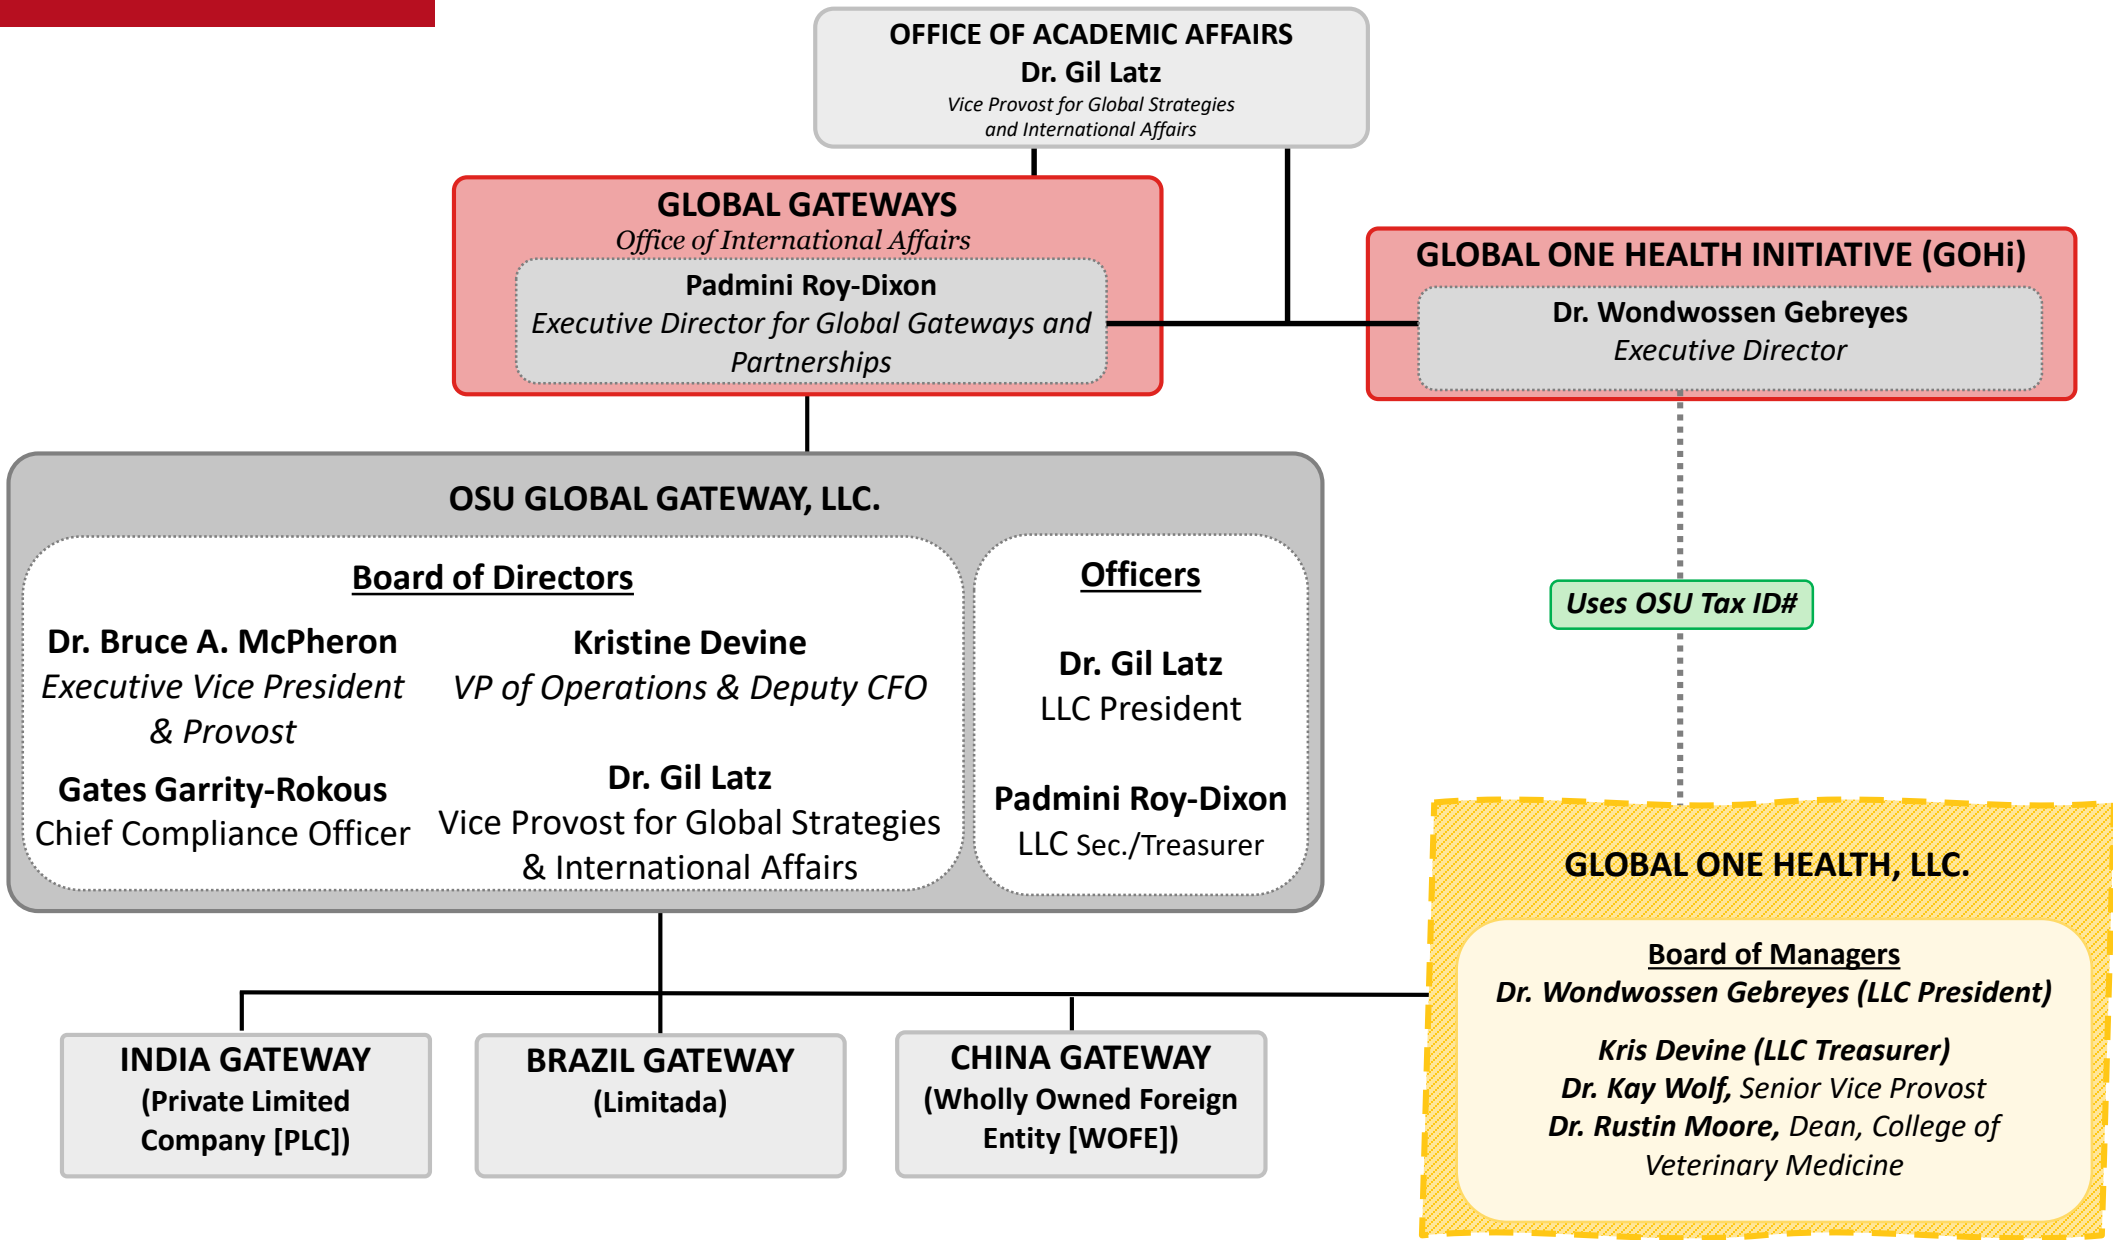 OFFICE OF ACADEMIC AFFAIRS
Dr. Gil Latz
Vice Provost for Global Strategies
and International Affairs
GLOBAL GATEWAYS
Office of International Affairs
Padmini Roy-Dixon
Executive Director for Global Gateways and
Partnerships
GLOBAL ONE HEALTH INITIATIVE (GOHi)
Dr. Wondwossen Gebreyes
Executive Director
OSU GLOBAL GATEWAY, LLC.
Board of Directors
Dr. Bruce A. McPheron
Executive Vice President
& Provost
Kristine Devine
VP of Operations & Deputy CFO
Gates Garrity-Rokous
Chief Compliance Officer
Dr. Gil Latz
Vice Provost for Global Strategies
& International Affairs
Officers
Dr. Gil Latz
LLC President
Padmini Roy-Dixon
LLC Sec./Treasurer
Uses OSU Tax ID#
GLOBAL ONE HEALTH, LLC.
Board of Managers
Dr. Wondwossen Gebreyes (LLC President)
Kris Devine (LLC Treasurer)
Dr. Kay Wolf, Senior Vice Provost
Dr. Rustin Moore, Dean, College of
Veterinary Medicine
INDIA GATEWAY
(Private Limited
Company [PLC])
BRAZIL GATEWAY
(Limitada)
CHINA GATEWAY
(Wholly Owned Foreign
Entity [WOFE])